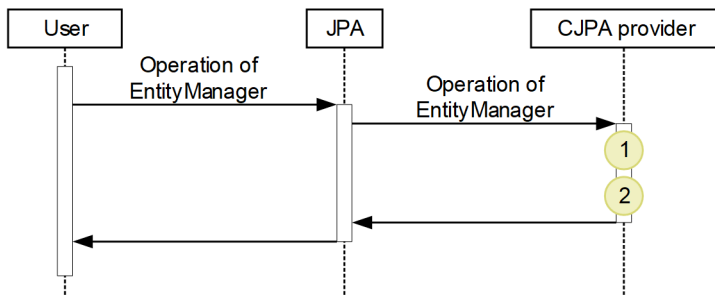 User
JPA
CJPA provider
Operation of
EntityManager
Operation of
EntityManager
1
2